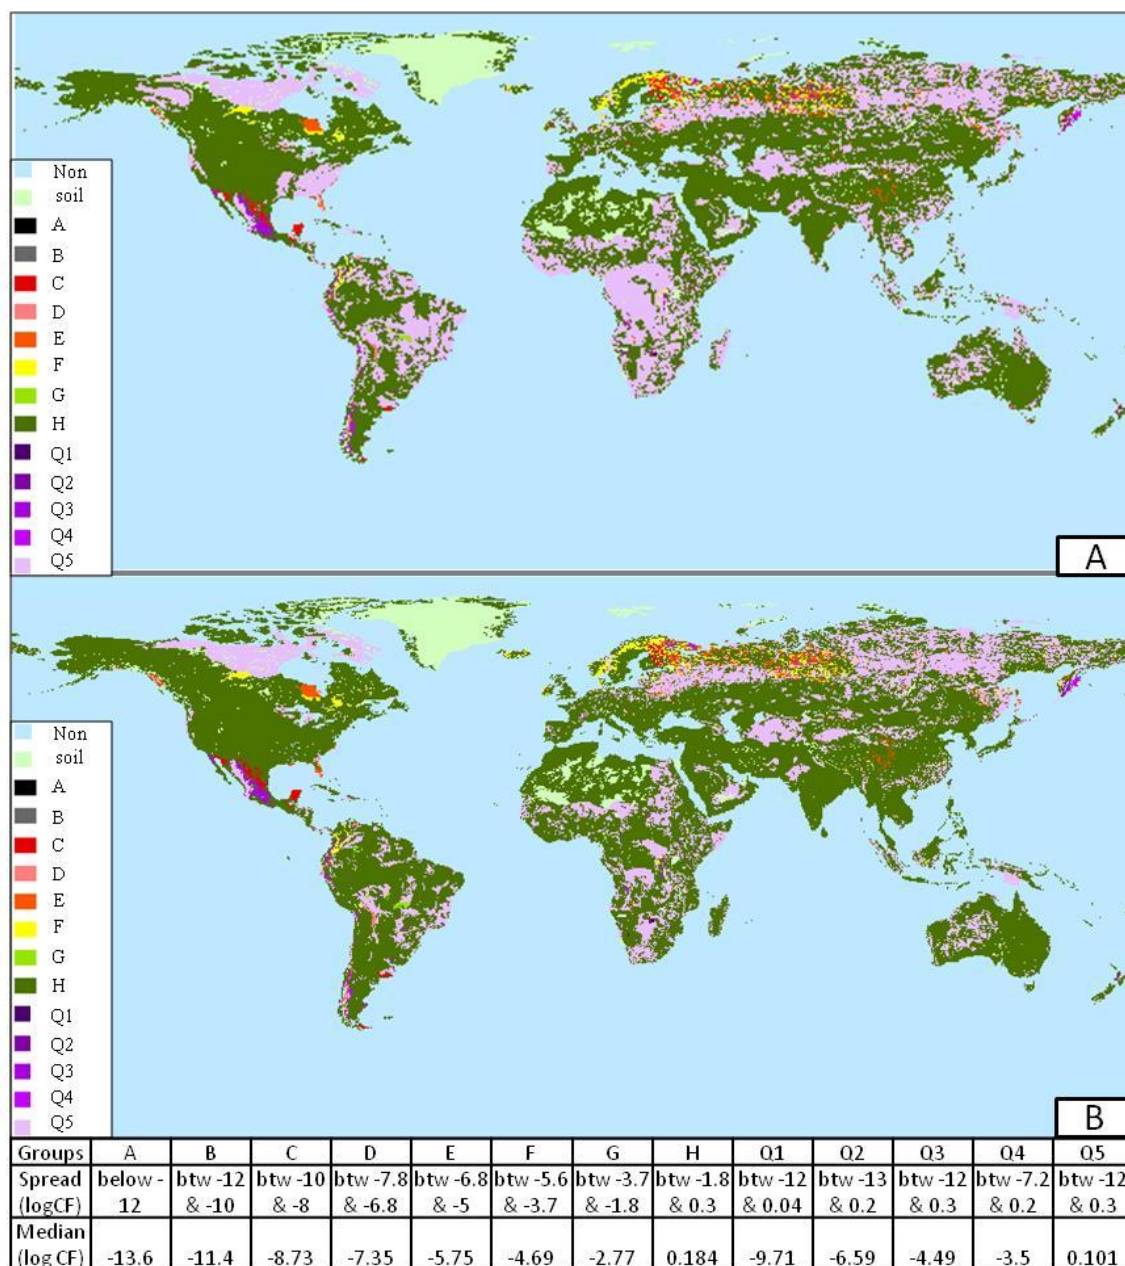 Non
soil
A
B
C
D
E
F
G
H
Q1
Q2
Q3
Q4
Q5
A
Non
soil
A
B
C
D
E
F
G
H
Q1
Q2
Q3
Q4
Q5
B
Groups A B C D E F G H Q1 Q2 Q3 Q4 Q5
Spread below - btw -12 btw -10 btw -7.8 btw -6.8 btw -5.6 btw -3.7 btw -1.8 btw -12 btw -13 btw -12 btw -7.2 btw -12
(logCF) 12 & -10 & -8 & -6.8 & -5 & -3.7 & -1.8 & 0.3 & 0.04 & 0.2 & 0.3 & 0.2 & 0.3
Median
(log CF) -13.6 -11.4 -8.73 -7.35 -5.75 -4.69 -2.77 0.184 -9.71 -6.59 -4.49 -3.5 0.101